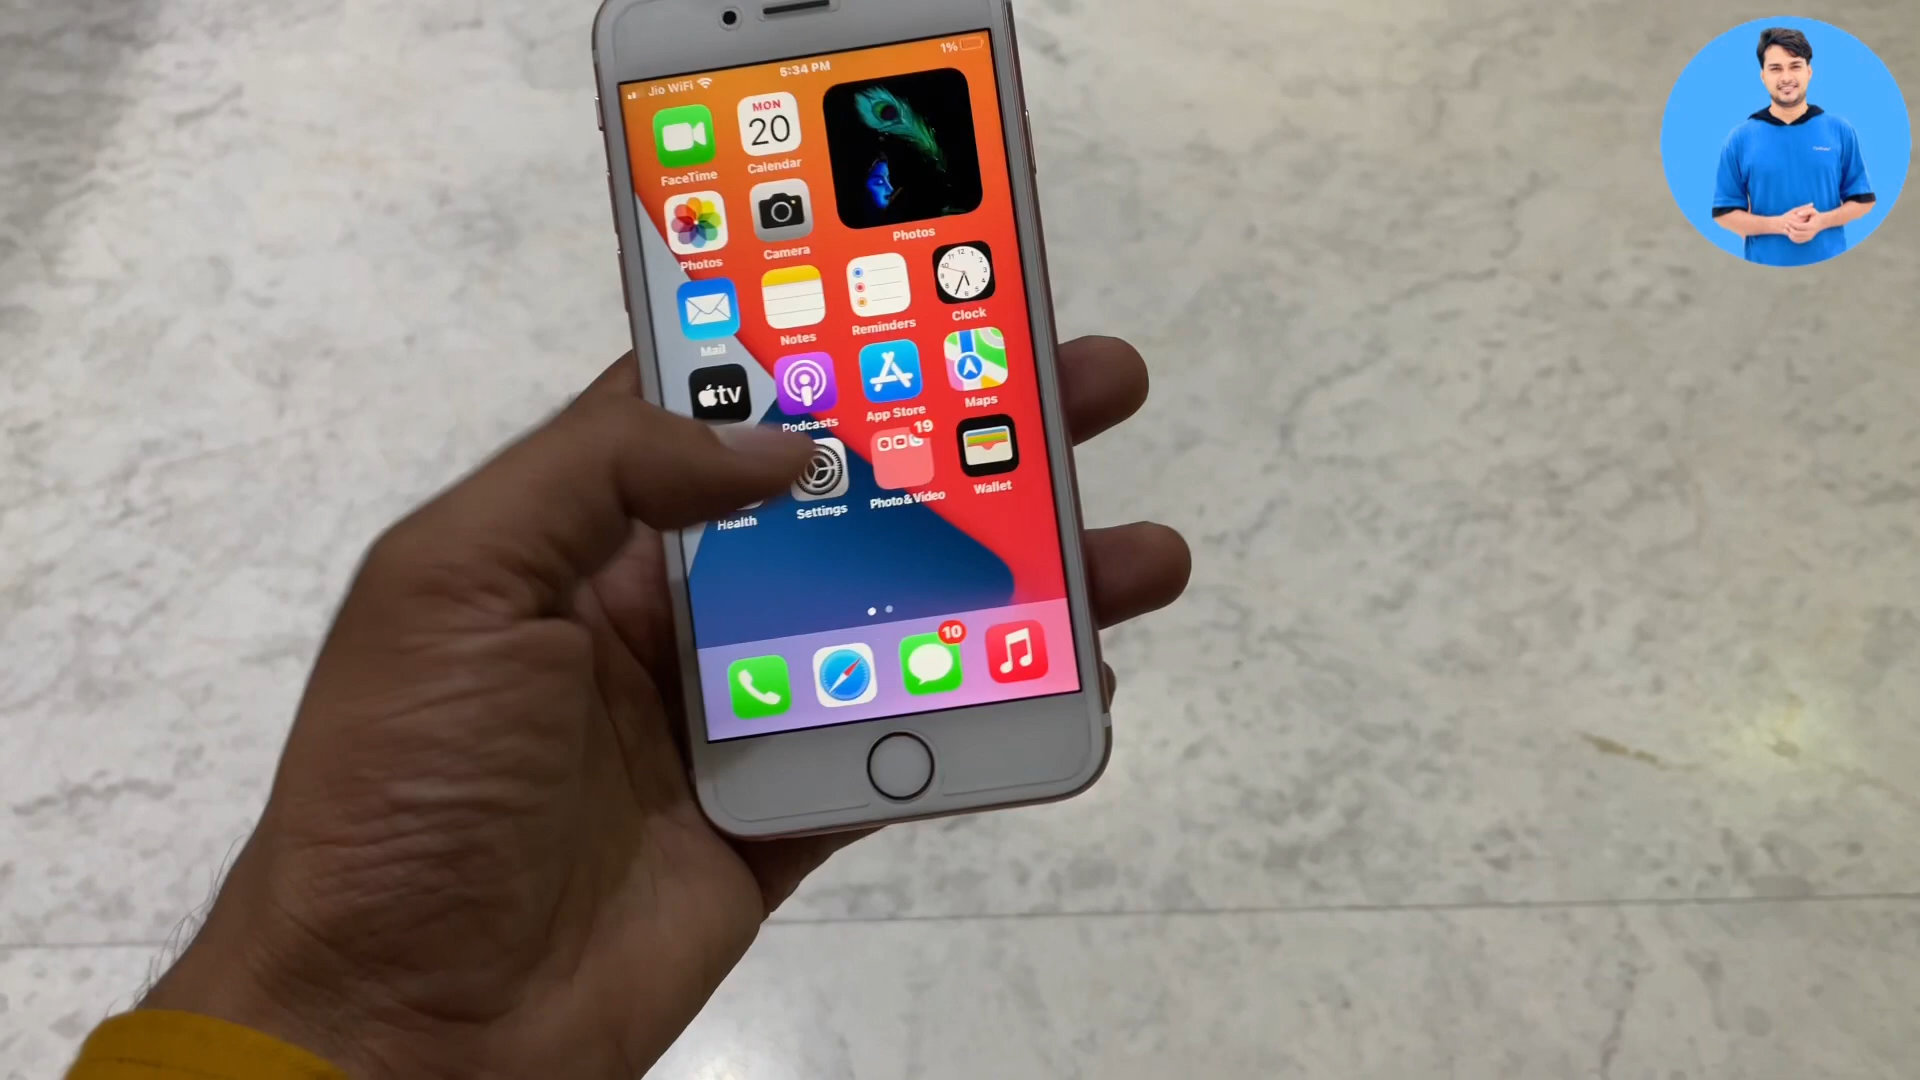 1%
Jio WiFi 5:34 PM
FaceTime
MON
20
Calendar
Photos
Camera
Photos
Mail
Notes
Reminders
Clock
tv
Podcasts
App Store
Maps
Health
Settings
19
Photo & Video
Wallet
10